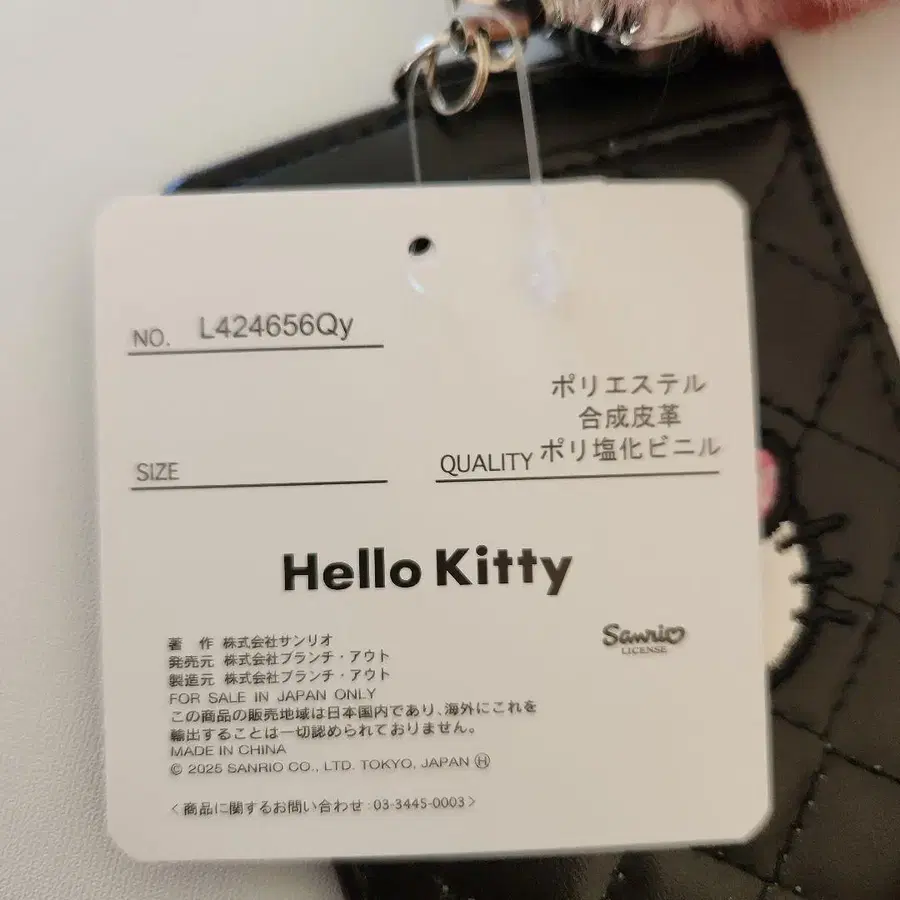 NO. L424656Qy
ポリエステル
合成皮革
SIZE
QUALITY ポリ塩化ビニル
Hello Kitty
Sanrio
LICENSE
著 作 株式会社サンリオ
発売元 株式会社ブランチ・アウト
製造元 株式会社ブランチ・アウト
FOR SALE IN JAPAN ONLY
この商品の販売地域は日本国内であり、海外にこれを
輸出することは一切認められておりません。
MADE IN CHINA
© 2025 SANRIO CO., LTD. TOKYO, JAPAN Ⓗ
<商品に関するお問い合わせ:03-3445-0003>